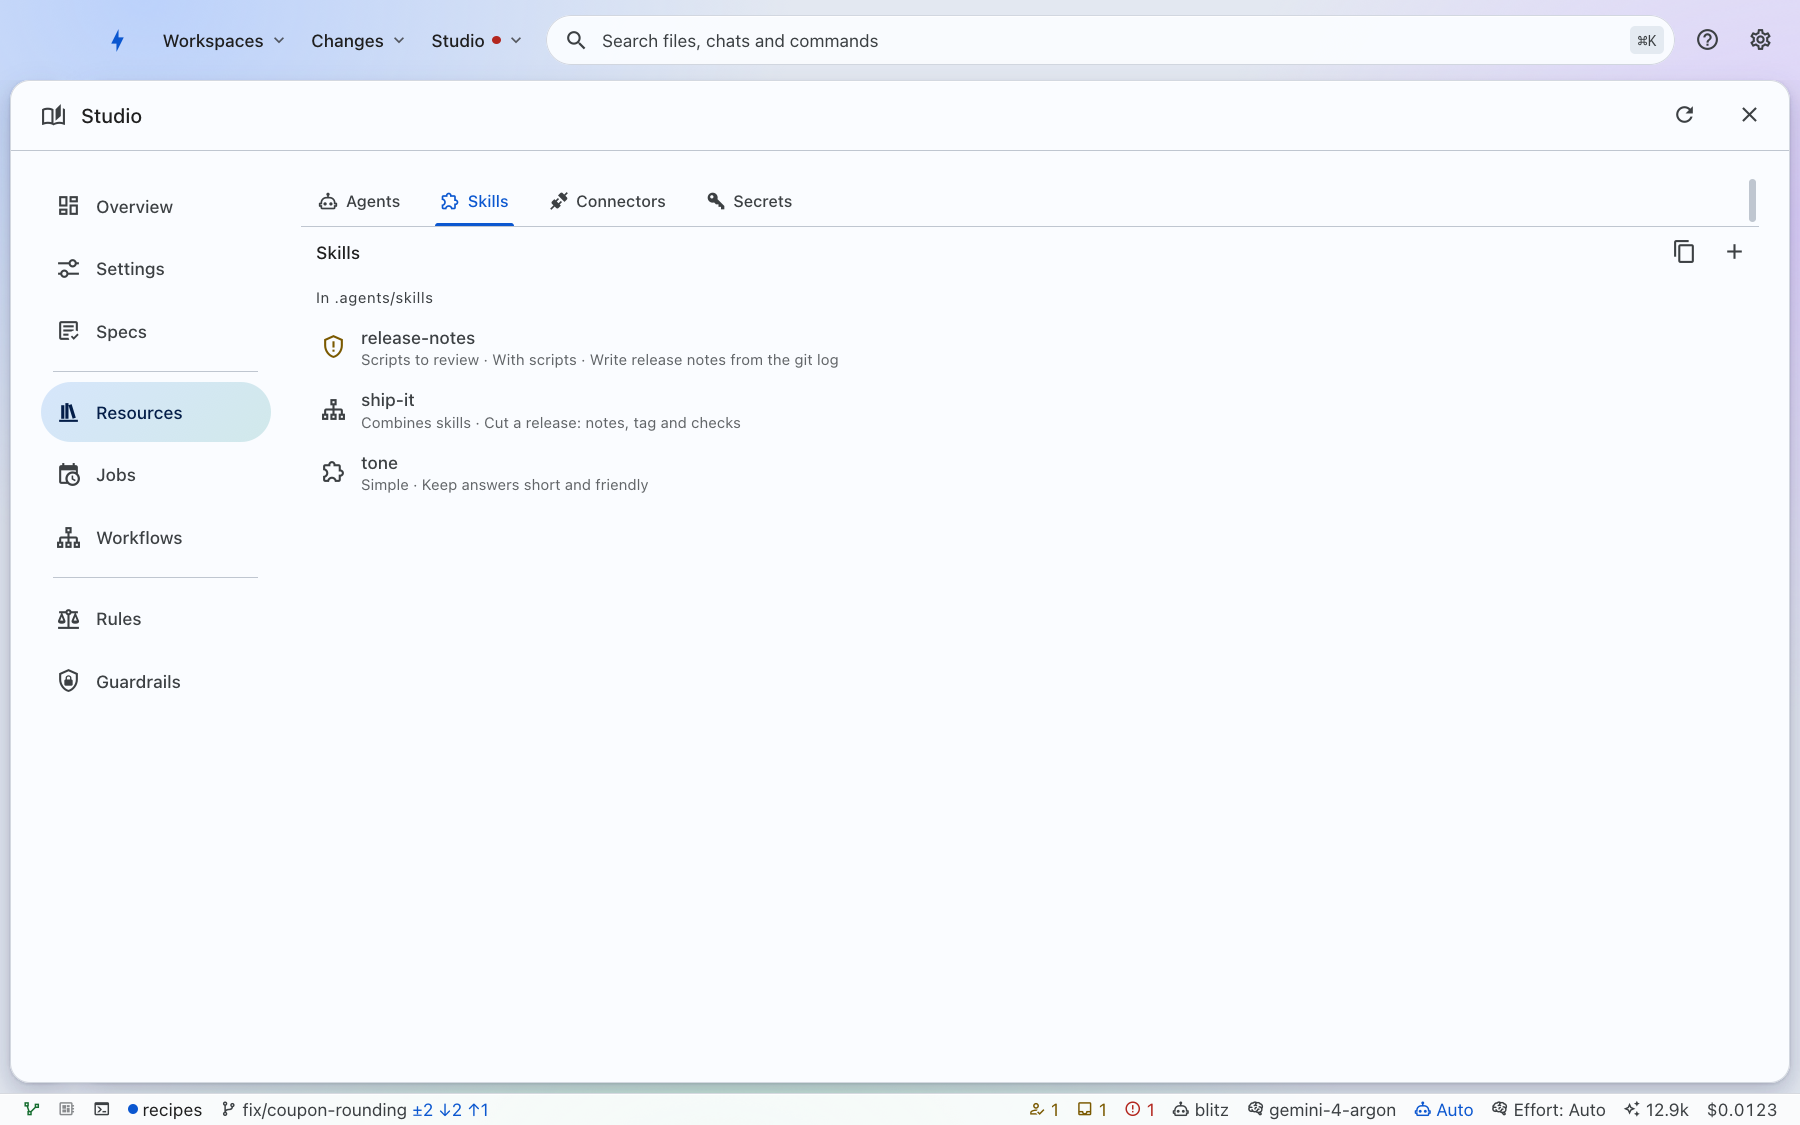 Workspaces
Changes
Studio
Search files, chats and commands
⌘K
Studio
Overview
Settings
Specs
Resources
Jobs
Workflows
Rules
Guardrails
Agents
Skills
Connectors
Secrets
Skills
In .agents/skills
release-notes
Scripts to review · With scripts · Write release notes from the git log
ship-it
Combines skills · Cut a release: notes, tag and checks
tone
Simple · Keep answers short and friendly
recipes
fix/coupon-rounding ±2 ↓2 ↑1
1
1
1
blitz
gemini-4-argon
Auto
Effort: Auto
12.9k
$0.0123